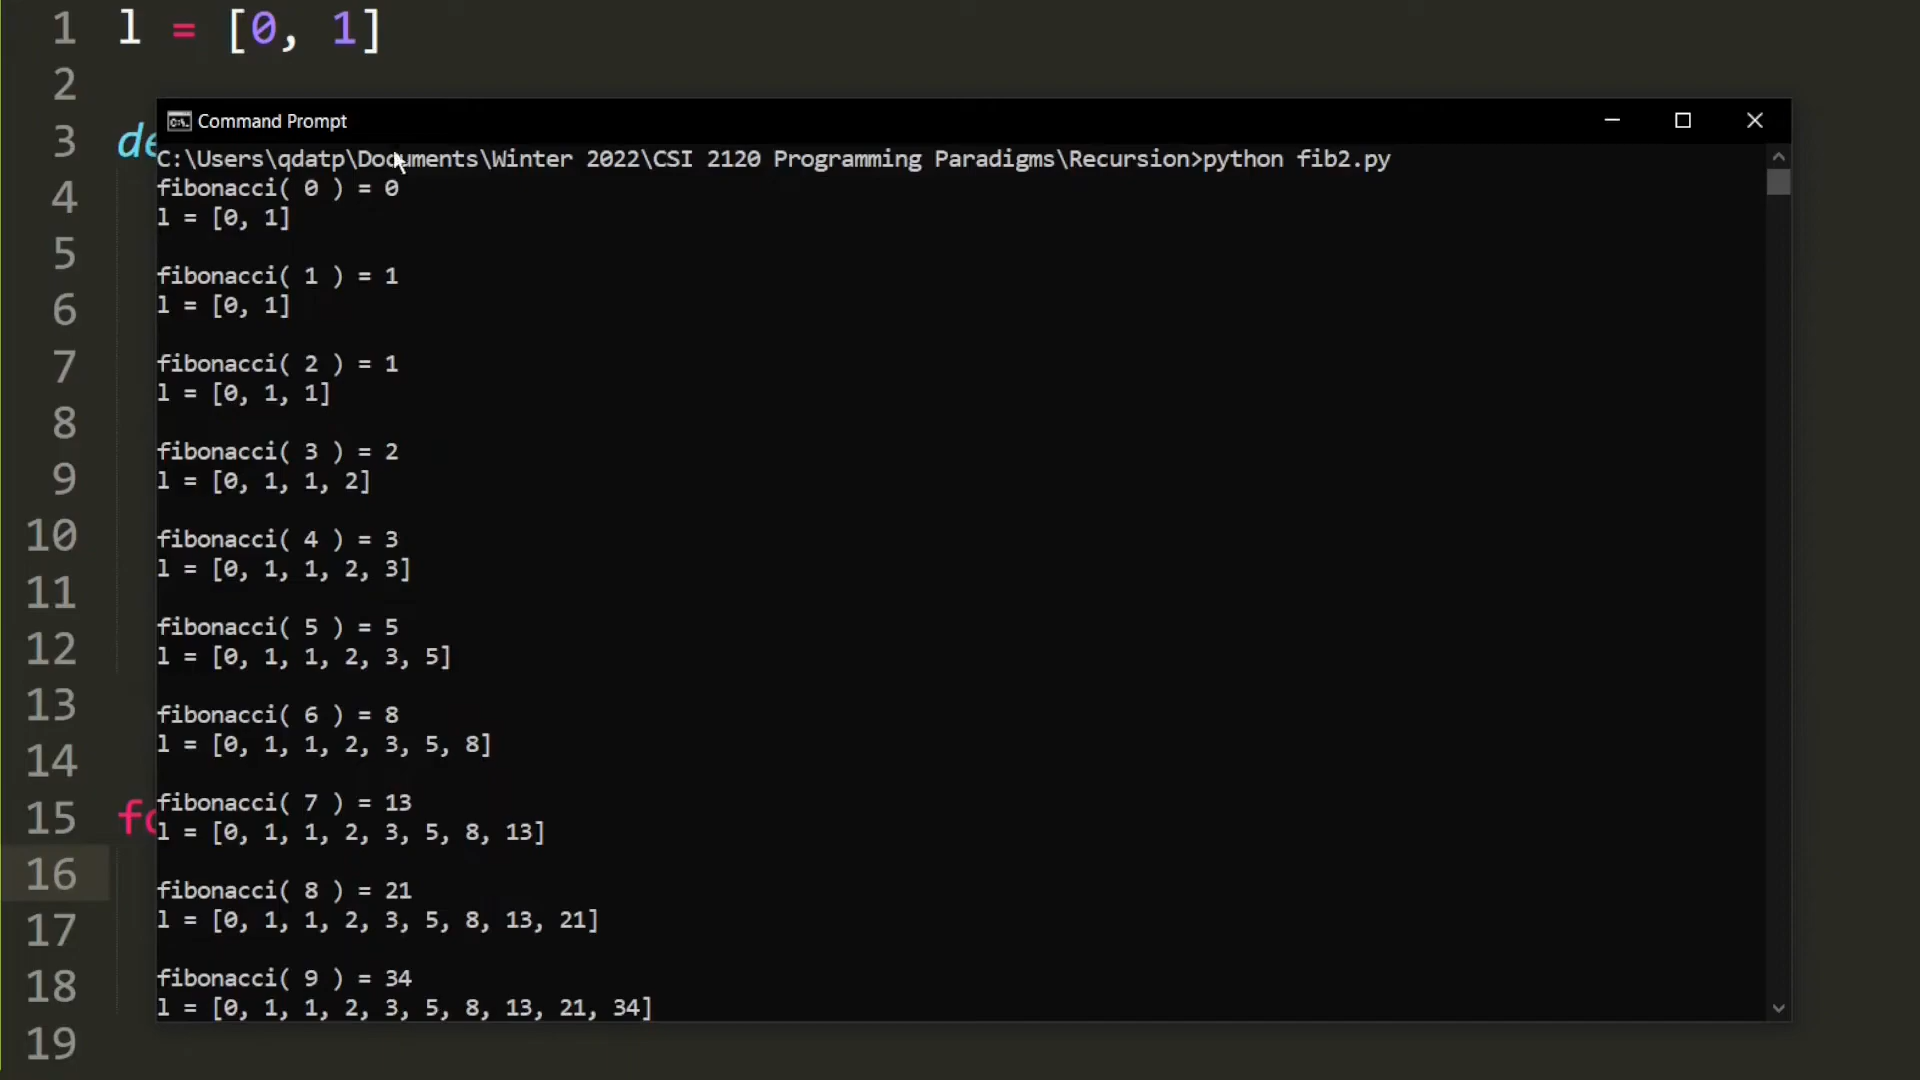 1 l = [0, 1]
2
3 de
4
5
6
7
8
9
10
11
12
13
14
15 fo
16
17
18
19
Command Prompt
C:\Users\qdatp\Documents\Winter 2022\CSI 2120 Programming Paradigms\Recursion>python fib2.py
fibonacci( 0 ) = 0
l = [0, 1]
fibonacci( 1 ) = 1
l = [0, 1]
fibonacci( 2 ) = 1
l = [0, 1, 1]
fibonacci( 3 ) = 2
l = [0, 1, 1, 2]
fibonacci( 4 ) = 3
l = [0, 1, 1, 2, 3]
fibonacci( 5 ) = 5
l = [0, 1, 1, 2, 3, 5]
fibonacci( 6 ) = 8
l = [0, 1, 1, 2, 3, 5, 8]
fibonacci( 7 ) = 13
l = [0, 1, 1, 2, 3, 5, 8, 13]
fibonacci( 8 ) = 21
l = [0, 1, 1, 2, 3, 5, 8, 13, 21]
fibonacci( 9 ) = 34
l = [0, 1, 1, 2, 3, 5, 8, 13, 21, 34]